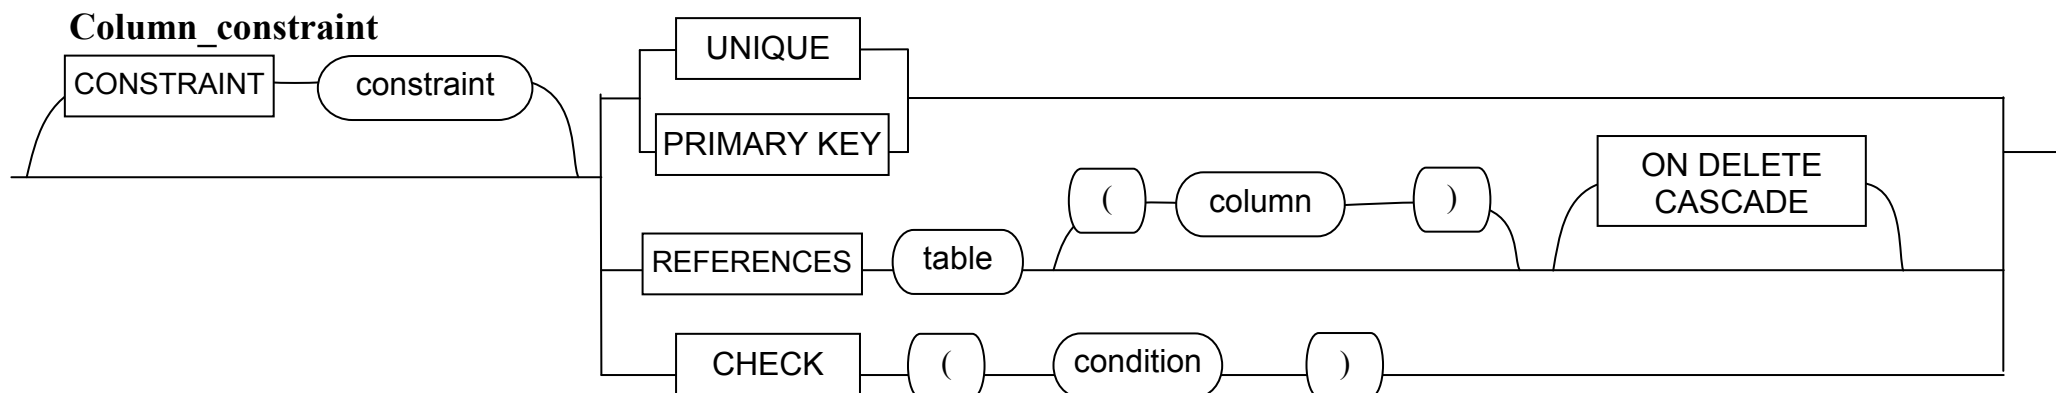 Column_constraint
CONSTRAINT constraint
UNIQUE
PRIMARY KEY
REFERENCES table ( column )
ON DELETE
CASCADE
CHECK ( condition )